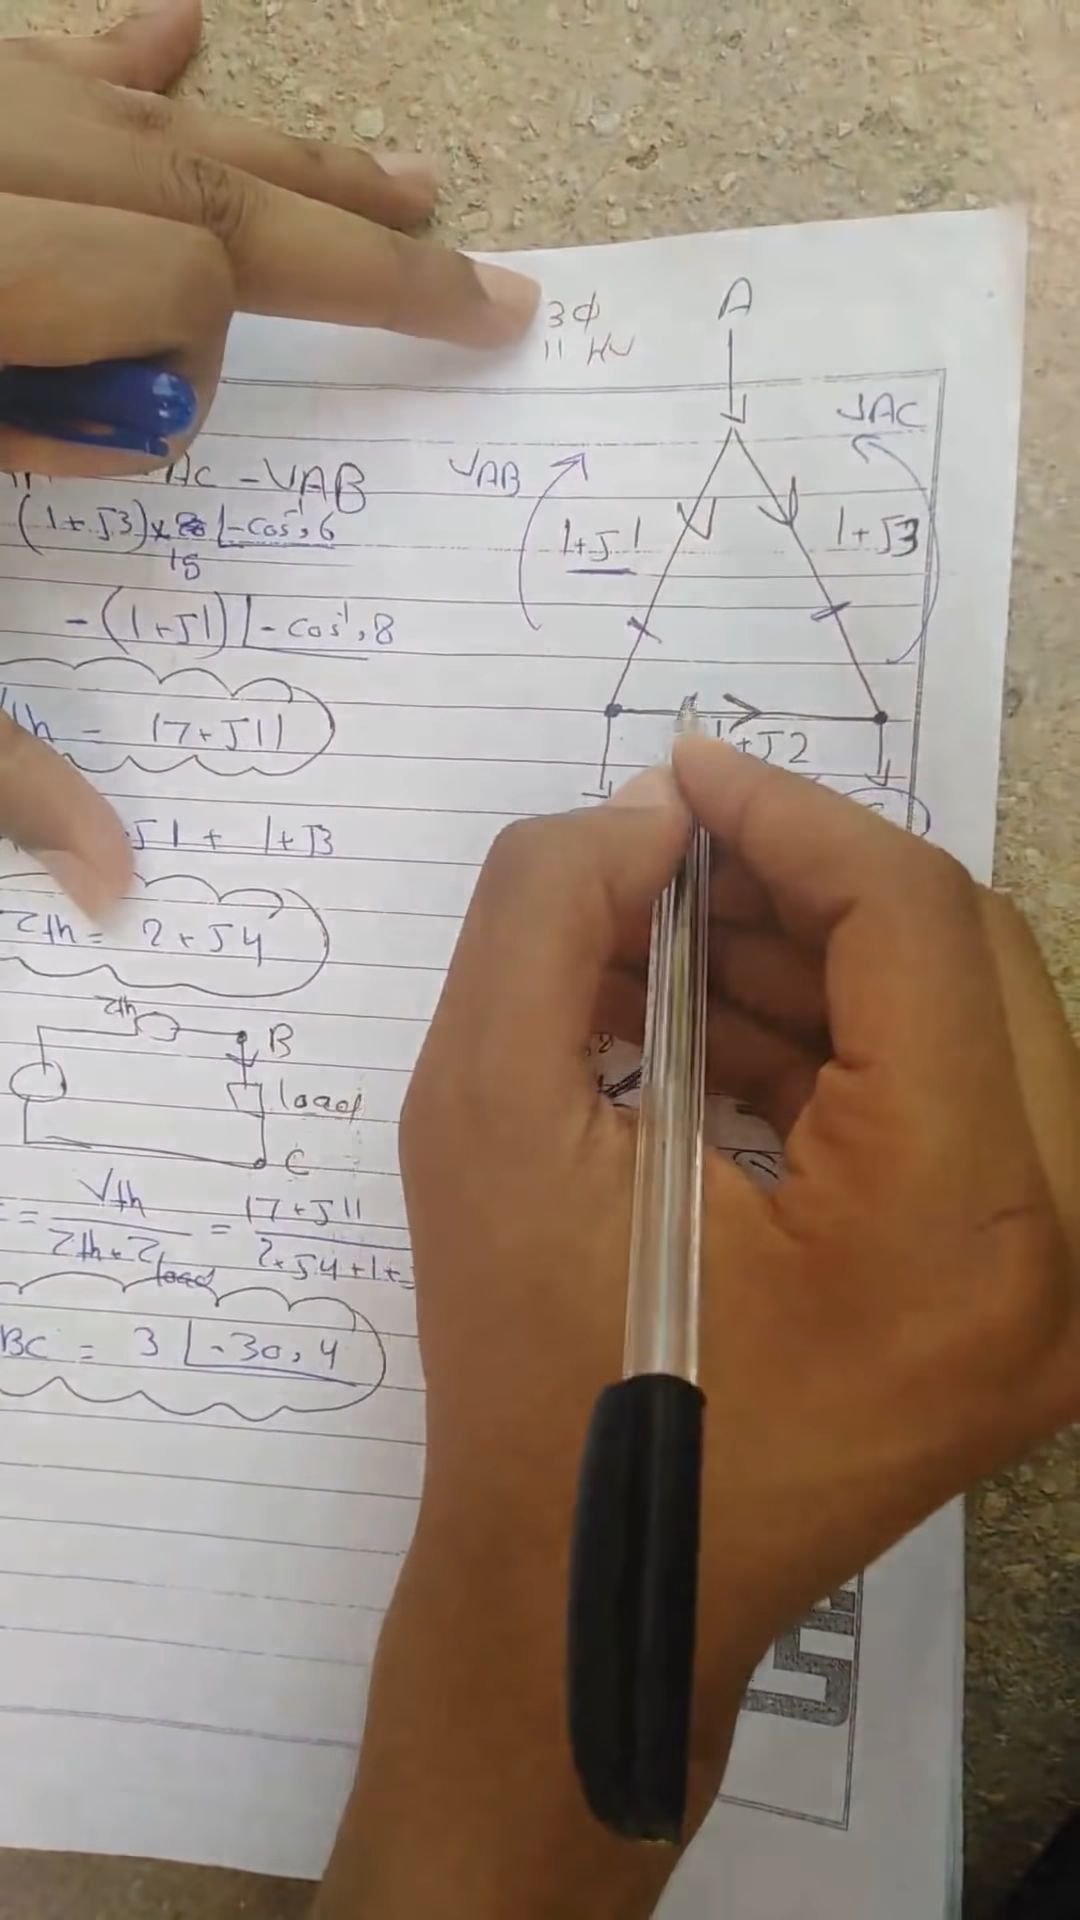 3φ
11 kV
A
VAC
VAB
1+j1
1+j3
AC - VAB
(1+j3)×
15
-cos⁻¹,6
-(1+j1) ∟-cos⁻¹,8
th = 17+j11
1+j2
j1 + 1+j3
Zth = 2+j4
Zth
B
load
C
= Vth / Zth+Zload = 17+j11 / 2+j4+1+
BC = 3 ∟-30,4